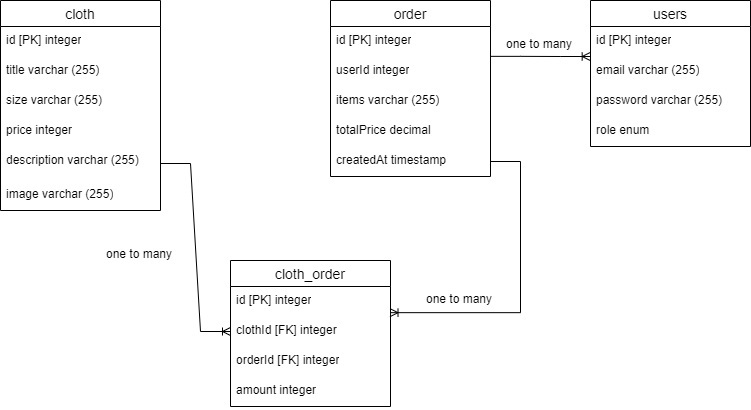 cloth
id [PK] integer
title varchar (255)
size varchar (255)
price integer
description varchar (255)
image varchar (255)
order
id [PK] integer
userId integer
items varchar (255)
totalPrice decimal
createdAt timestamp
one to many
users
id [PK] integer
email varchar (255)
password varchar (255)
role enum
one to many
cloth_order
id [PK] integer
clothId [FK] integer
orderId [FK] integer
amount integer
one to many